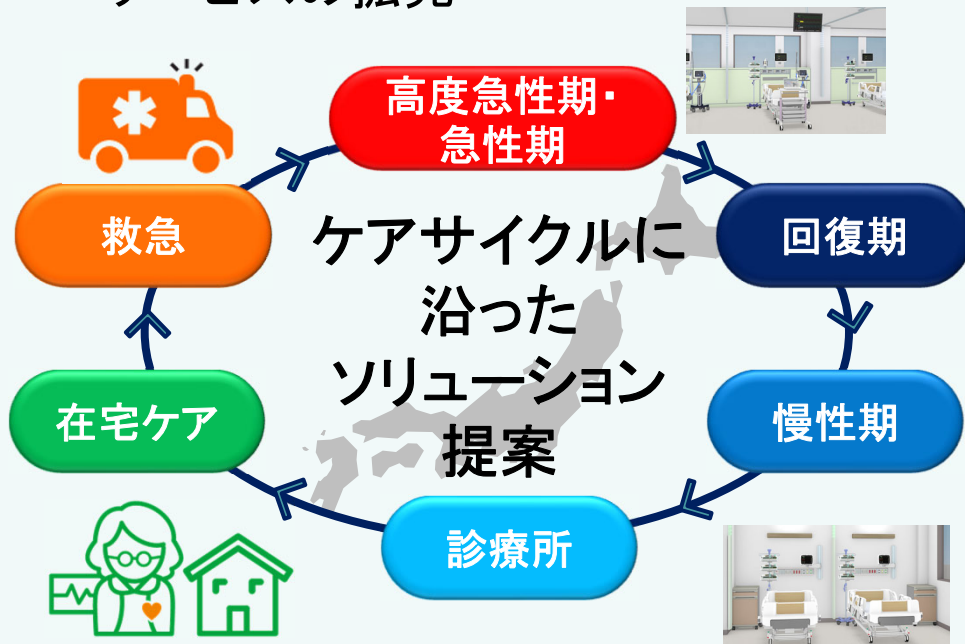 高度急性期・
急性期
救急
回復期
ケアサイクルに
沿った
ソリューション
提案
在宅ケア
慢性期
診療所